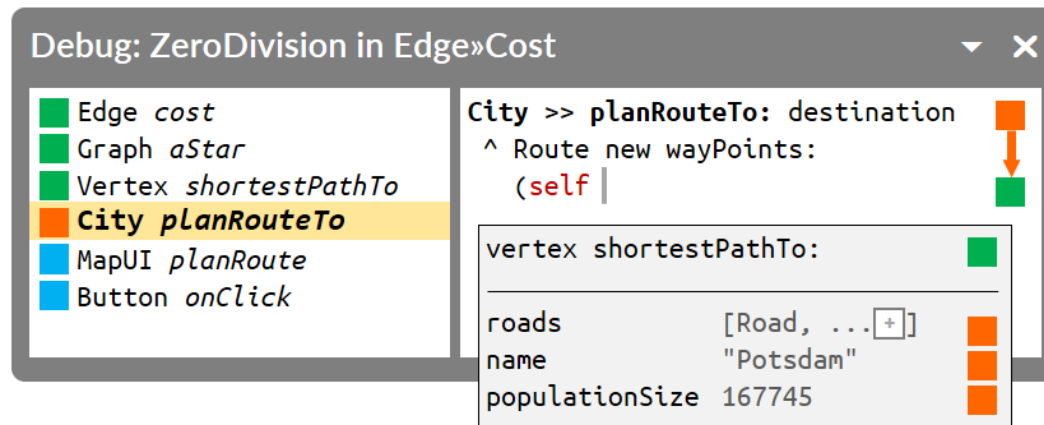 Debug: ZeroDivision in Edge»Cost
Edge cost
Graph aStar
Vertex shortestPathTo
City planRouteTo
MapUI planRoute
Button onClick
City >> planRouteTo: destination
^ Route new wayPoints:
(self
vertex shortestPathTo:
roads [Road, ...+]
name "Potsdam"
populationSize 167745